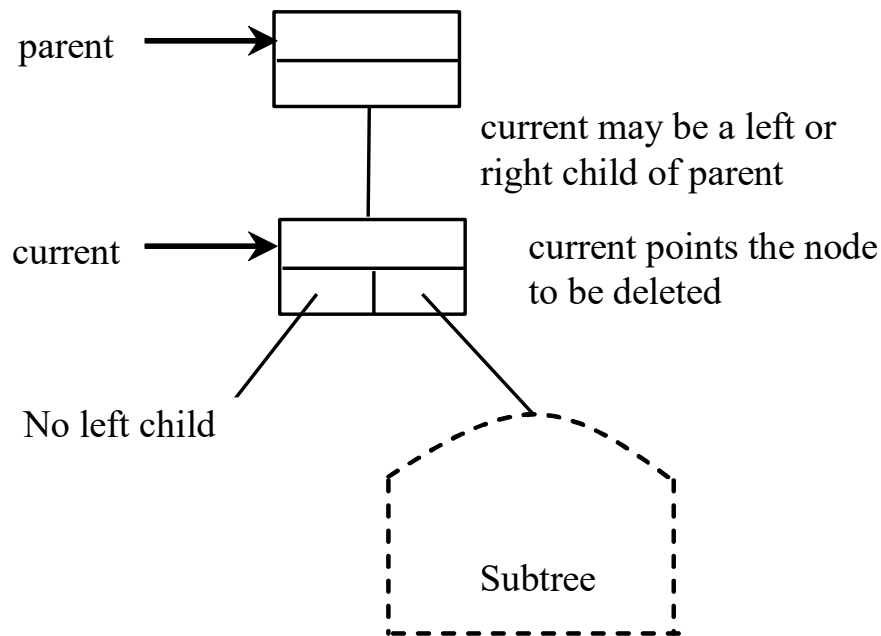 parent
current may be a left or
right child of parent
current
current points the node
to be deleted
No left child
Subtree